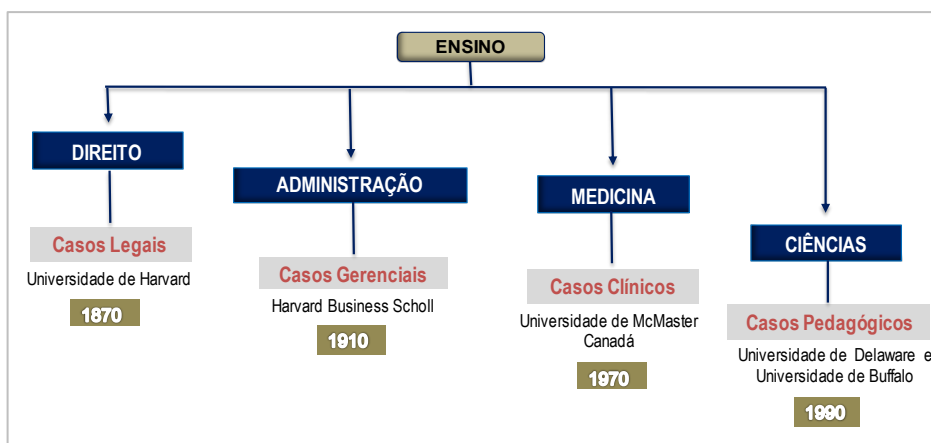 ENSINO
DIREITO
Casos Legais
Universidade de Harvard
1870
ADMINISTRAÇÃO
Casos Gerenciais
Harvard Business Scholl
1910
MEDICINA
Casos Clínicos
Universidade de McMaster
Canadá
1970
CIÊNCIAS
Casos Pedagógicos
Universidade de Delaware e
Universidade de Buffalo
1990